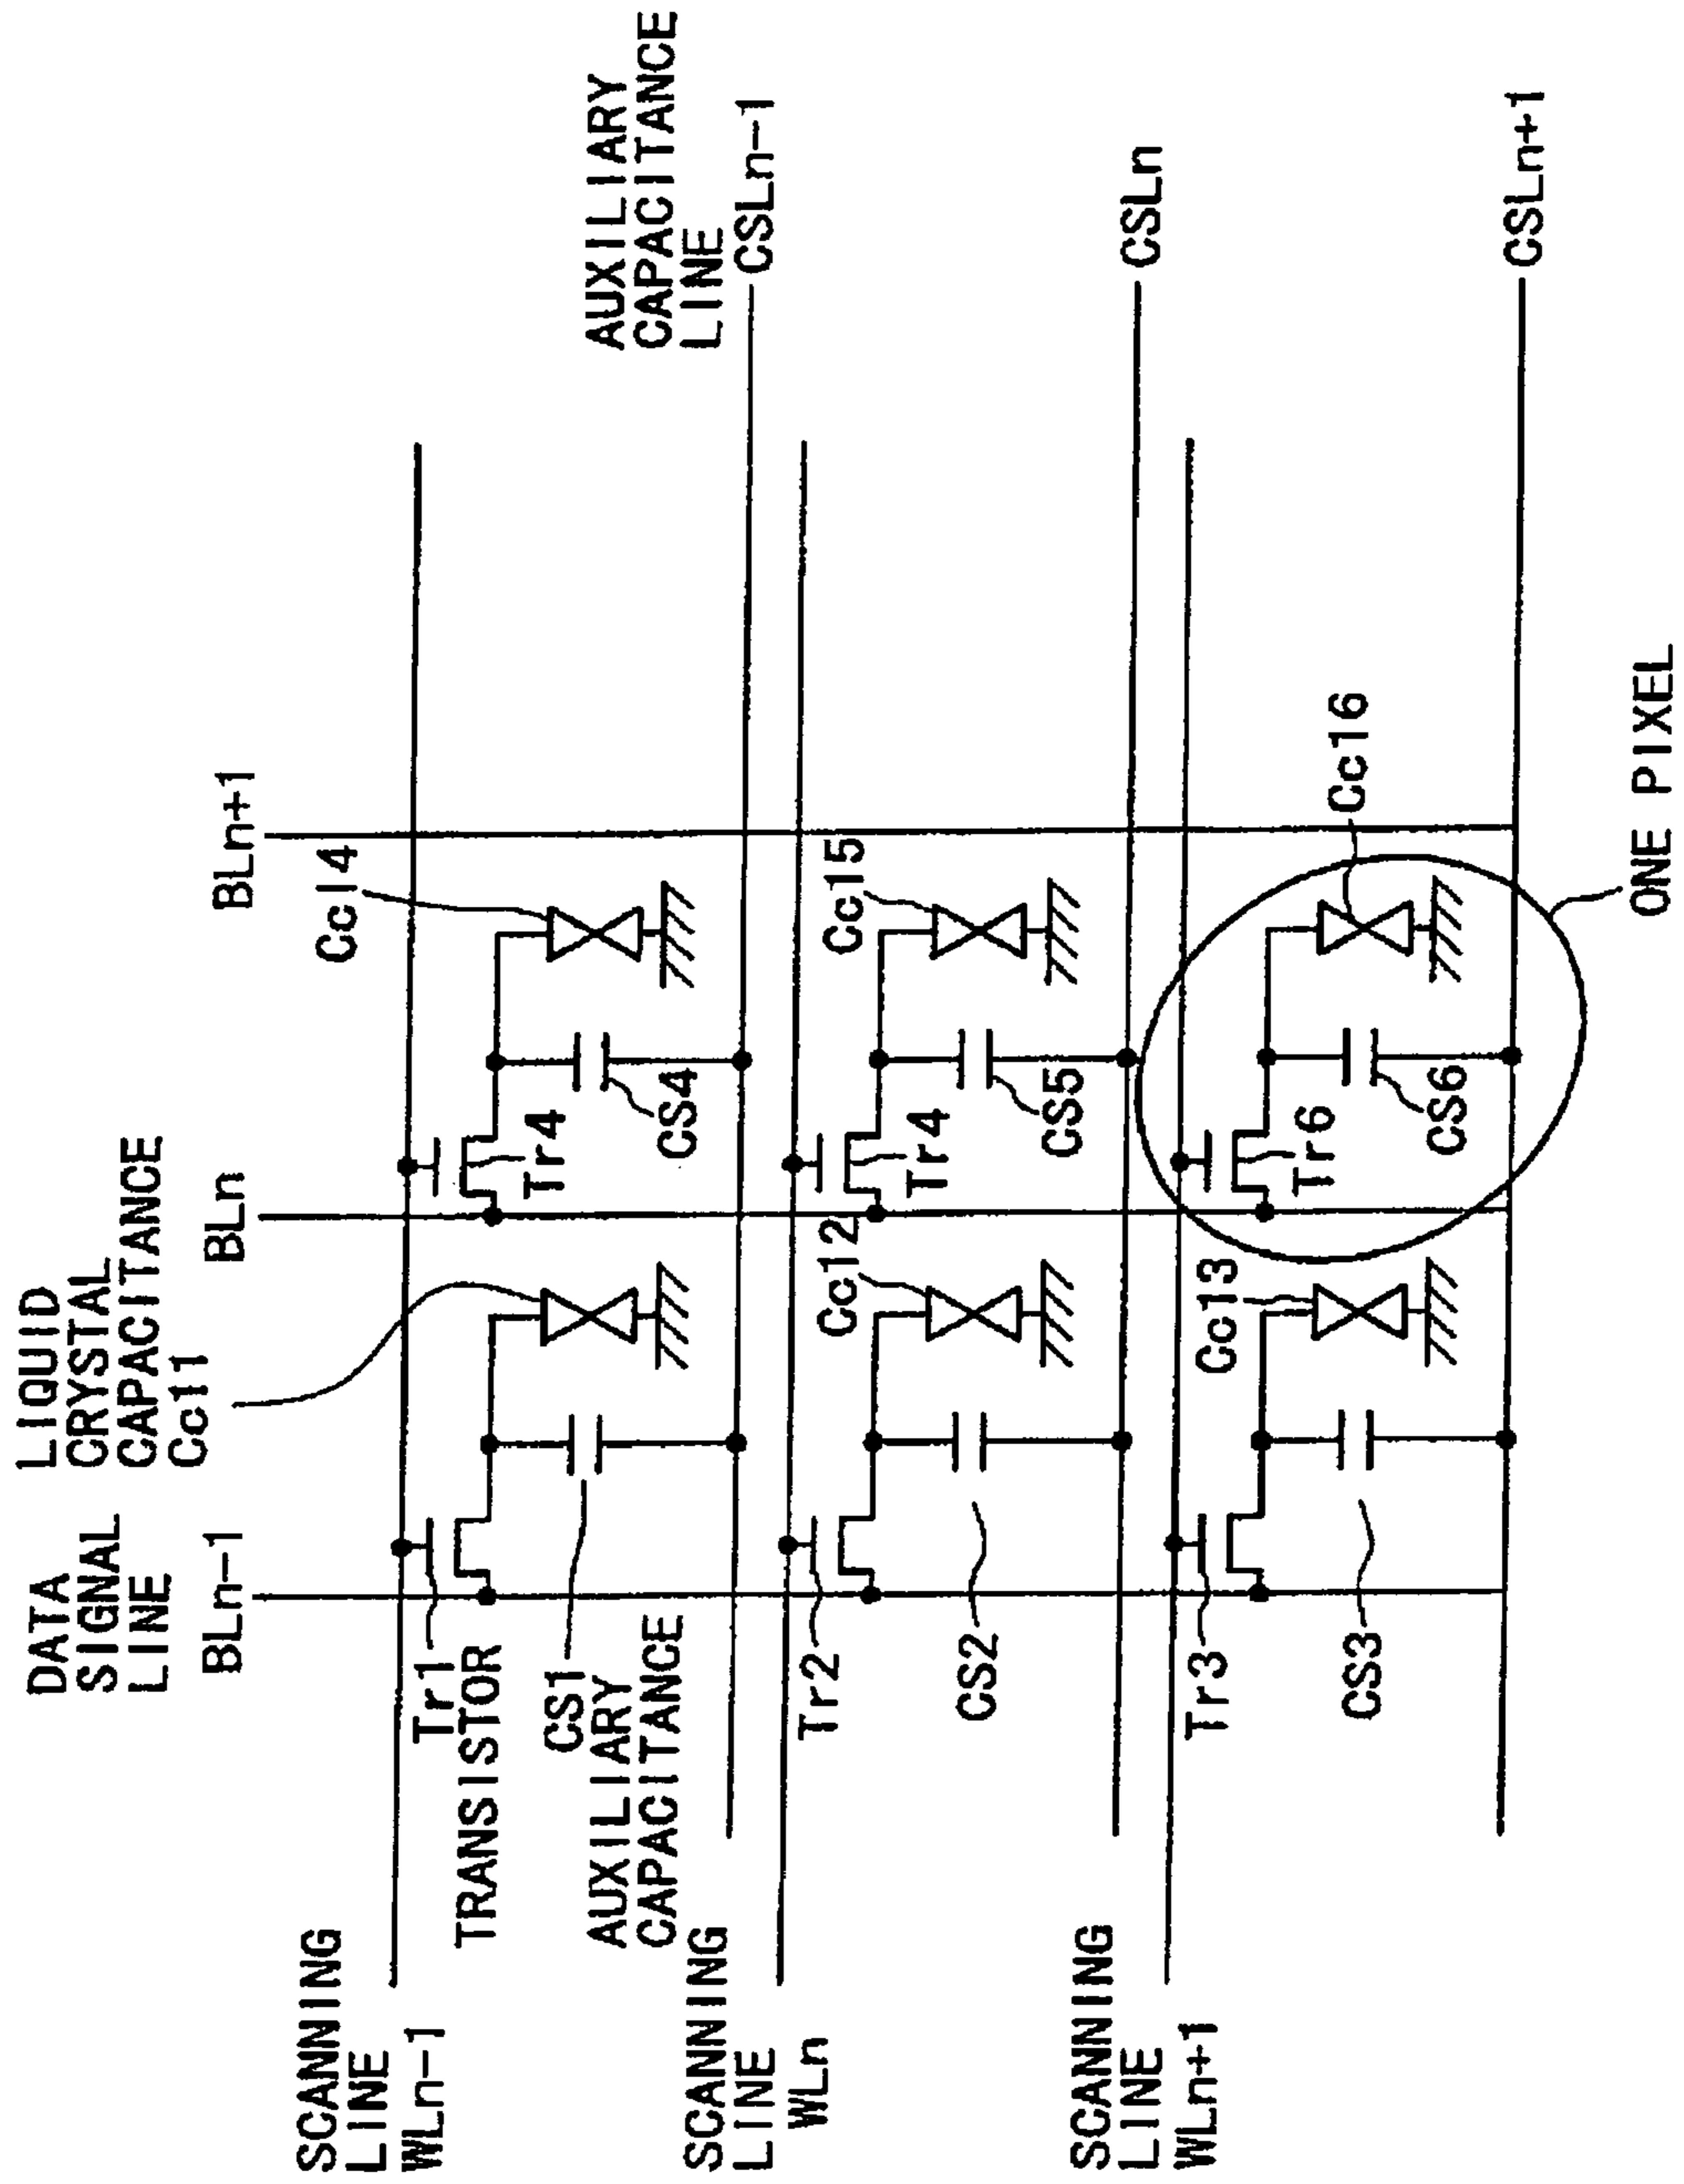 DATA
SIGNAL
LINE
BLn-1
LIQUID
CRYSTAL
CAPACITANCE
Cc11
BLn
BLn+1
SCANNING
LINE
WLn-1
Tr1
TRANSISTOR
CS1
AUXILIARY
CAPACITANCE
Tr4
CS4
Cc14
AUXILIARY
CAPACITANCE
LINE
CSLn-1
SCANNING
LINE
WLn
Tr2
CS2
Cc12
Tr4
CS5
Cc15
CSLn
SCANNING
LINE
WLn+1
Tr3
CS3
Cc13
Tr6
CS6
Cc16
CSLn+1
ONE PIXEL